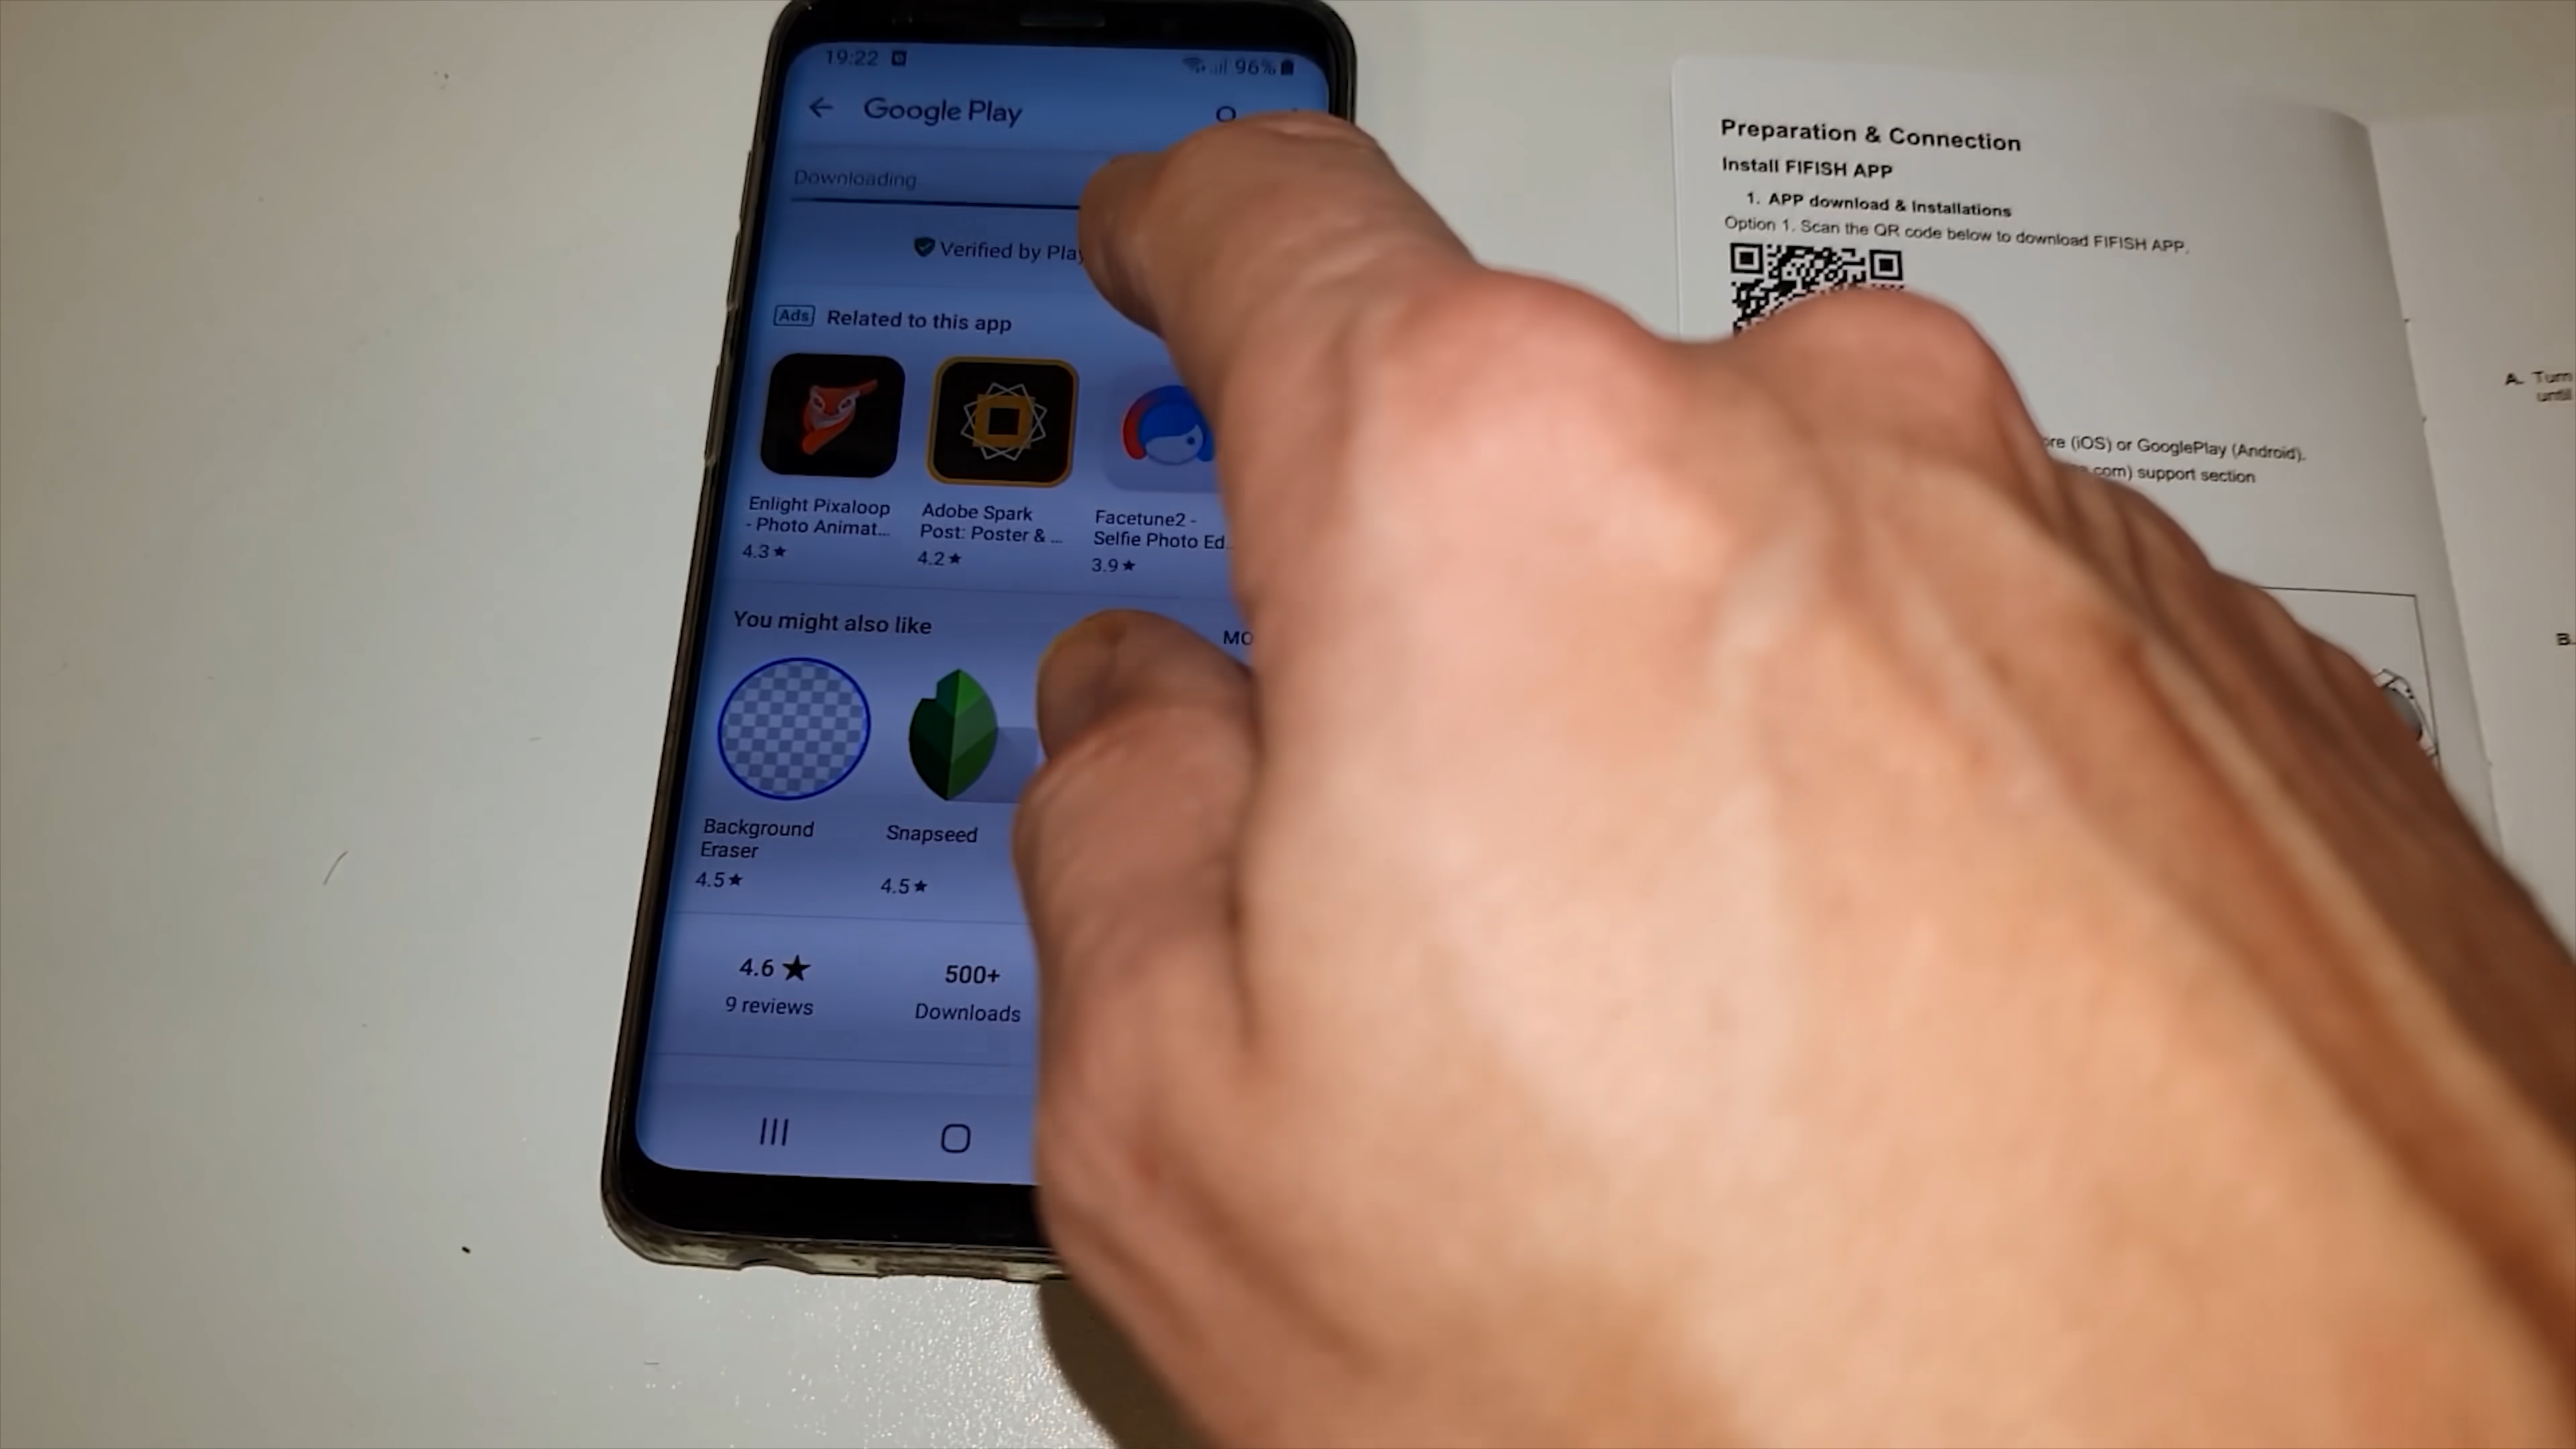 19:22
96%
Google Play
Downloading
Verified by Play
Ads Related to this app
Enlight Pixaloop
- Photo Animat...
4.3★
Adobe Spark
Post: Poster & ...
4.2★
Facetune2 -
Selfie Photo Ed...
3.9★
You might also like
Background
Eraser
4.5★
Snapseed
4.5★
4.6 ★
9 reviews
500+
Downloads
Preparation & Connection
Install FIFISH APP
1. APP download & Installations
Option 1. Scan the QR code below to download FIFISH APP,
(iOS) or GooglePlay (Android).
.com) support section
A. Turn
until
B.